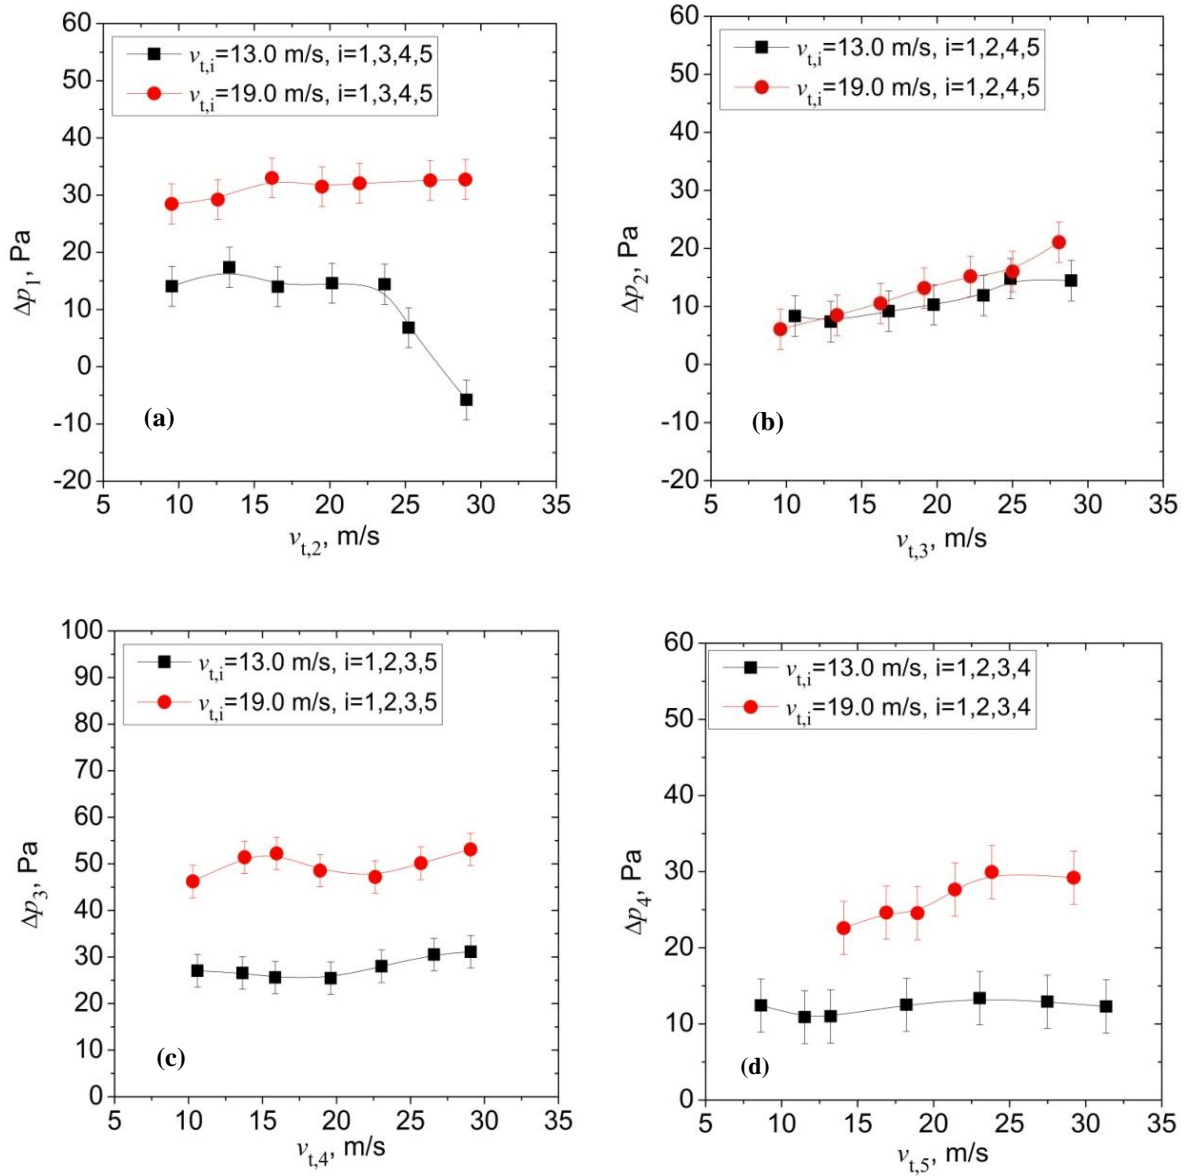 60
50
40
30
20
10
0
-10
-20
Δp1, Pa
vt,i=13.0 m/s, i=1,3,4,5
vt,i=19.0 m/s, i=1,3,4,5
(a)
5 10 15 20 25 30 35
vt,2, m/s
60
50
40
30
20
10
0
-10
-20
Δp2, Pa
vt,i=13.0 m/s, i=1,2,4,5
vt,i=19.0 m/s, i=1,2,4,5
(b)
5 10 15 20 25 30 35
vt,3, m/s
100
90
80
70
60
50
40
30
20
10
0
Δp3, Pa
vt,i=13.0 m/s, i=1,2,3,5
vt,i=19.0 m/s, i=1,2,3,5
(c)
5 10 15 20 25 30 35
vt,4, m/s
60
50
40
30
20
10
0
Δp4, Pa
vt,i=13.0 m/s, i=1,2,3,4
vt,i=19.0 m/s, i=1,2,3,4
(d)
5 10 15 20 25 30 35
vt,5, m/s